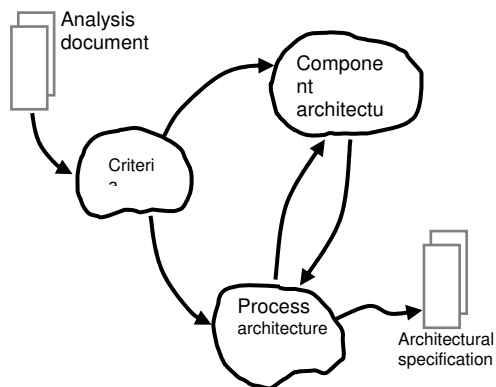 Analysis
document
Compone
nt
architectu
Criteri
a
Process
architecture
Architectural
specification